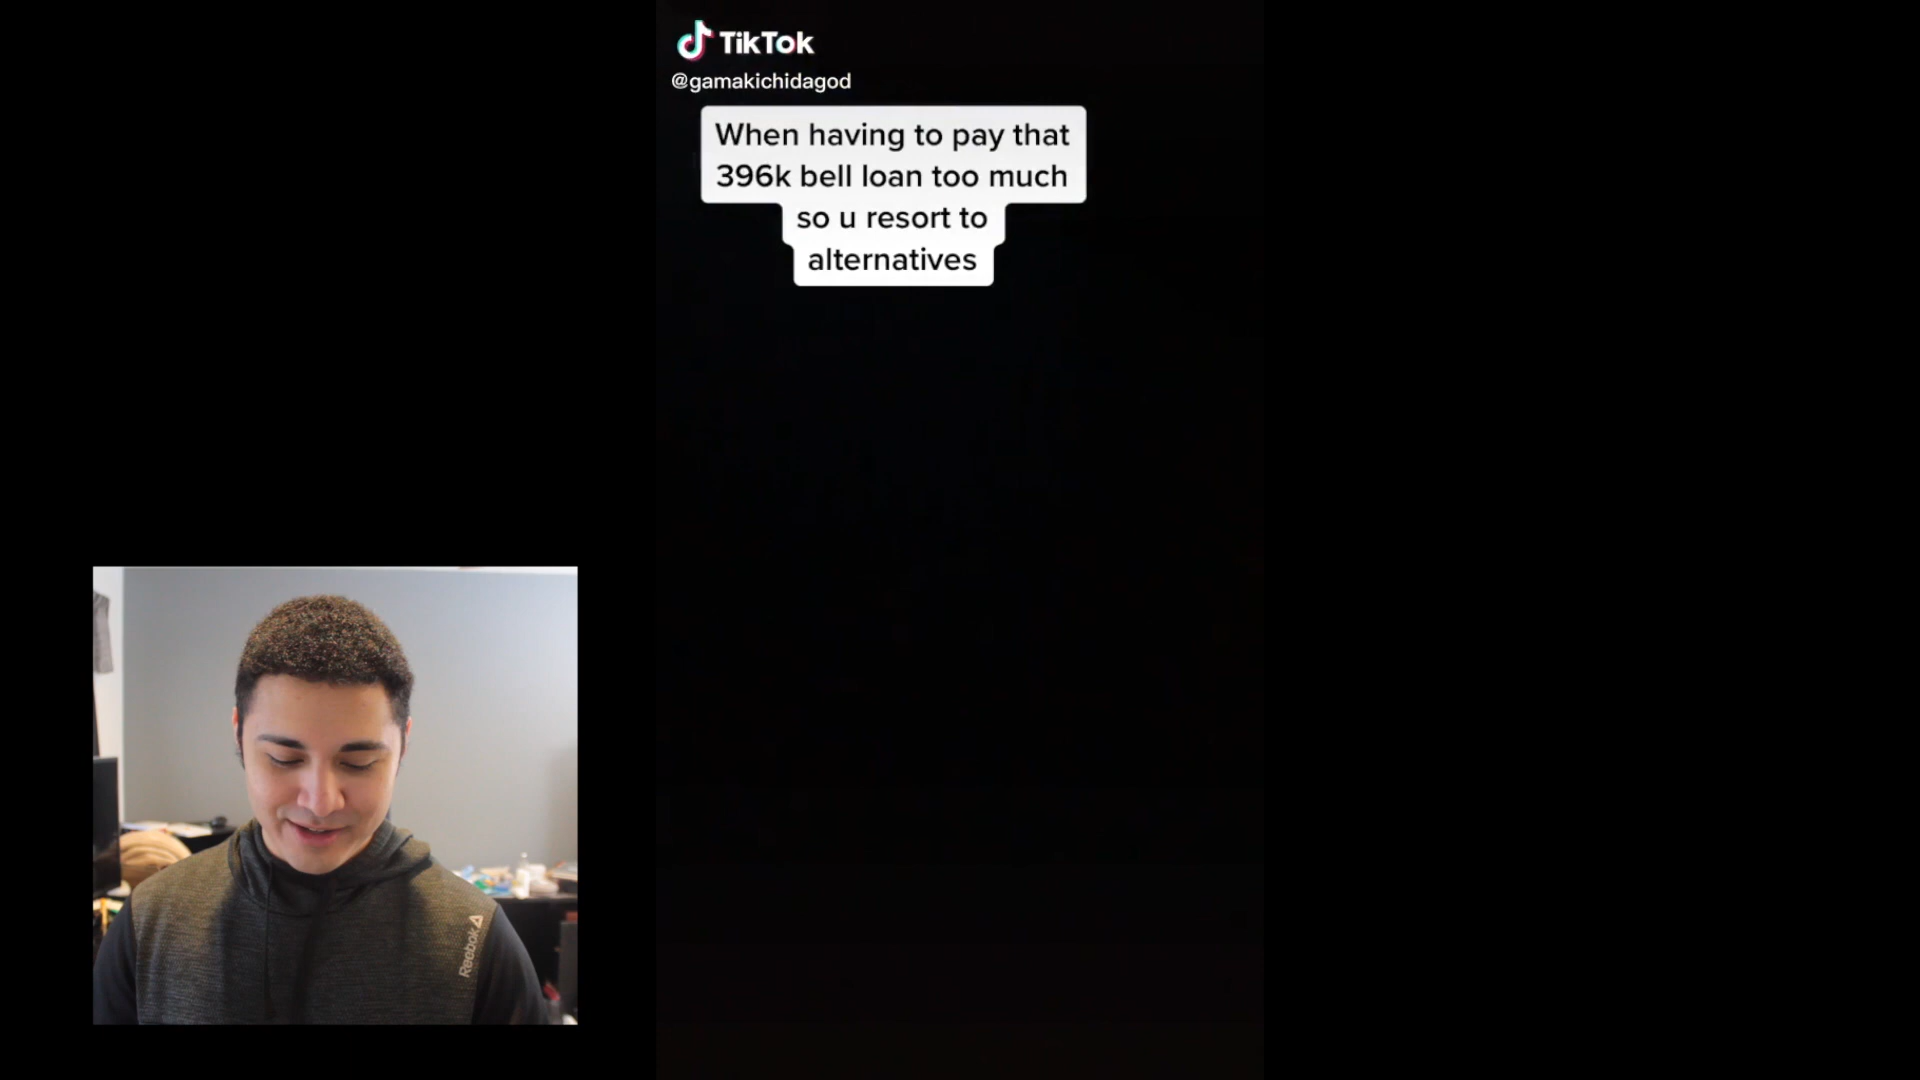 TikTok
@gamakichidagod
When having to pay that
396k bell loan too much
so u resort to
alternatives
Reebok